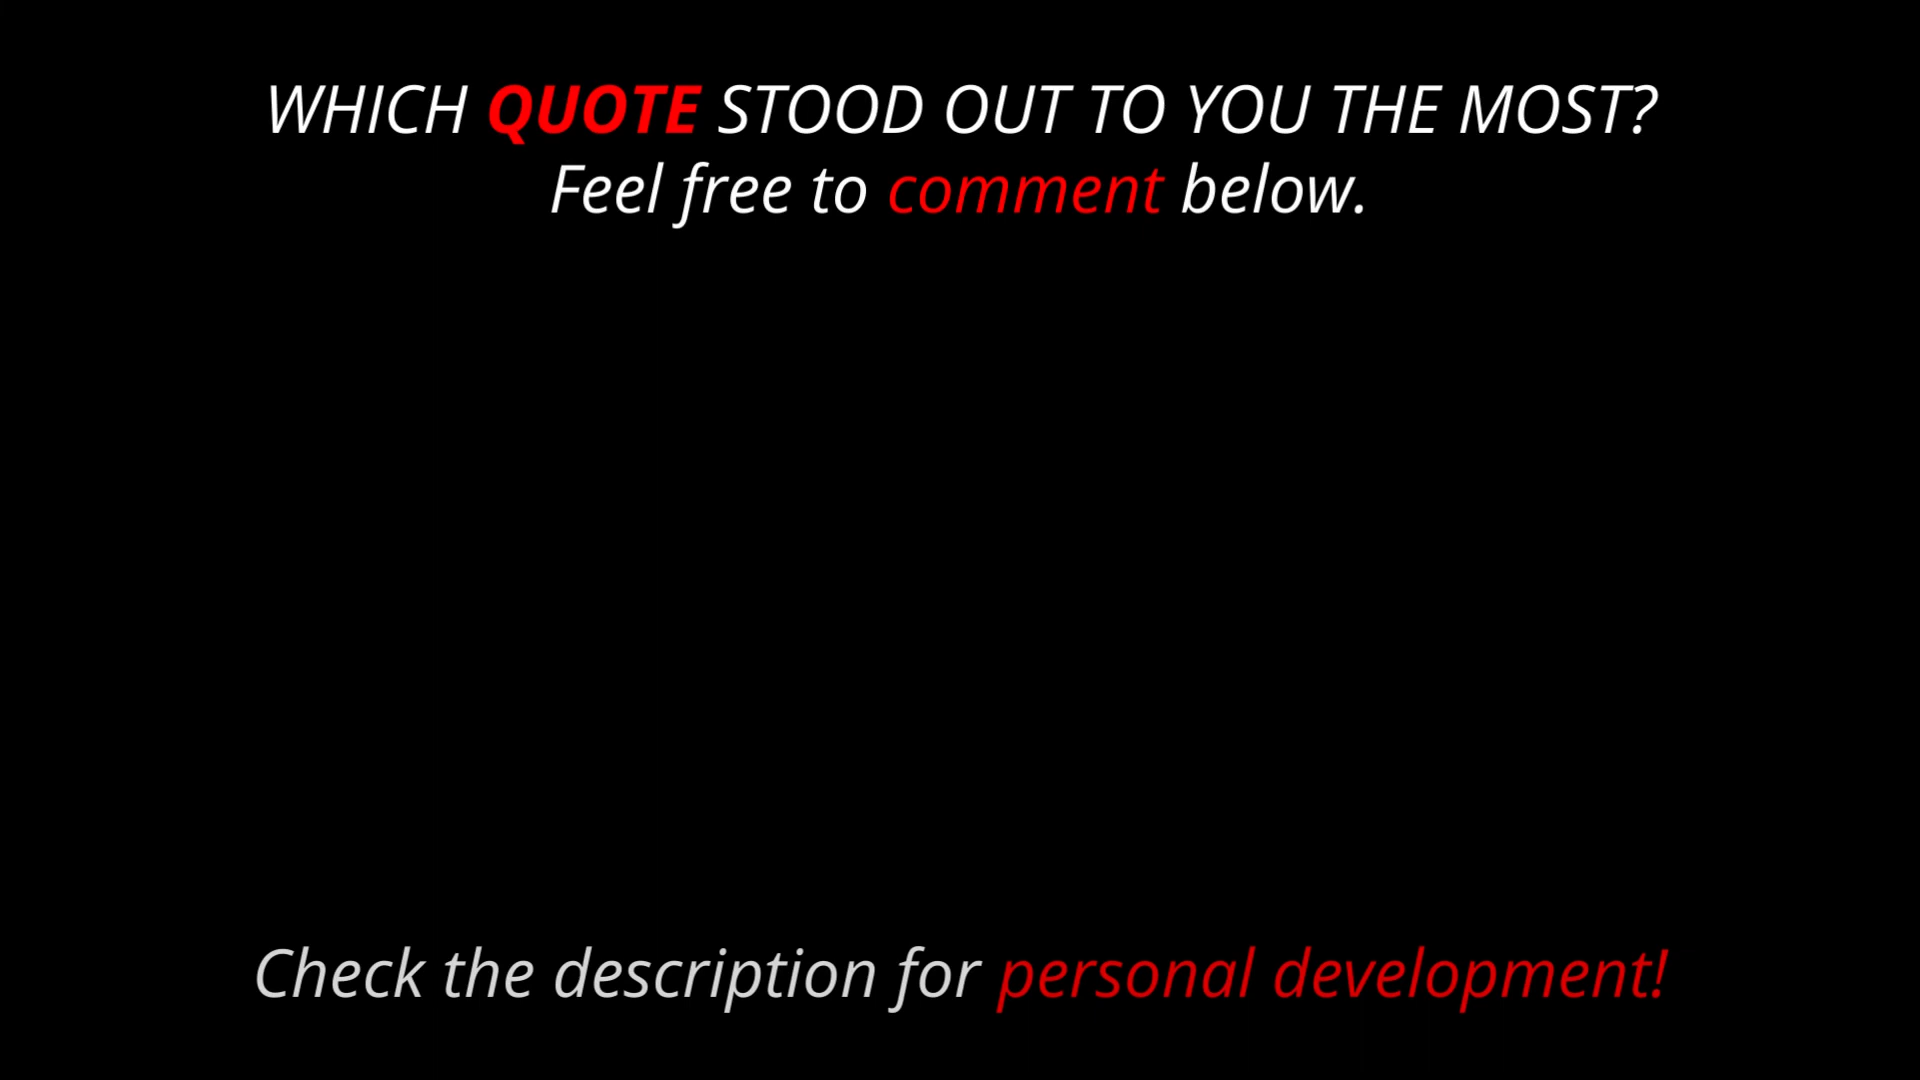 WHICH QUOTE STOOD OUT TO YOU THE MOST?
Feel free to comment below.
Check the description for personal development!